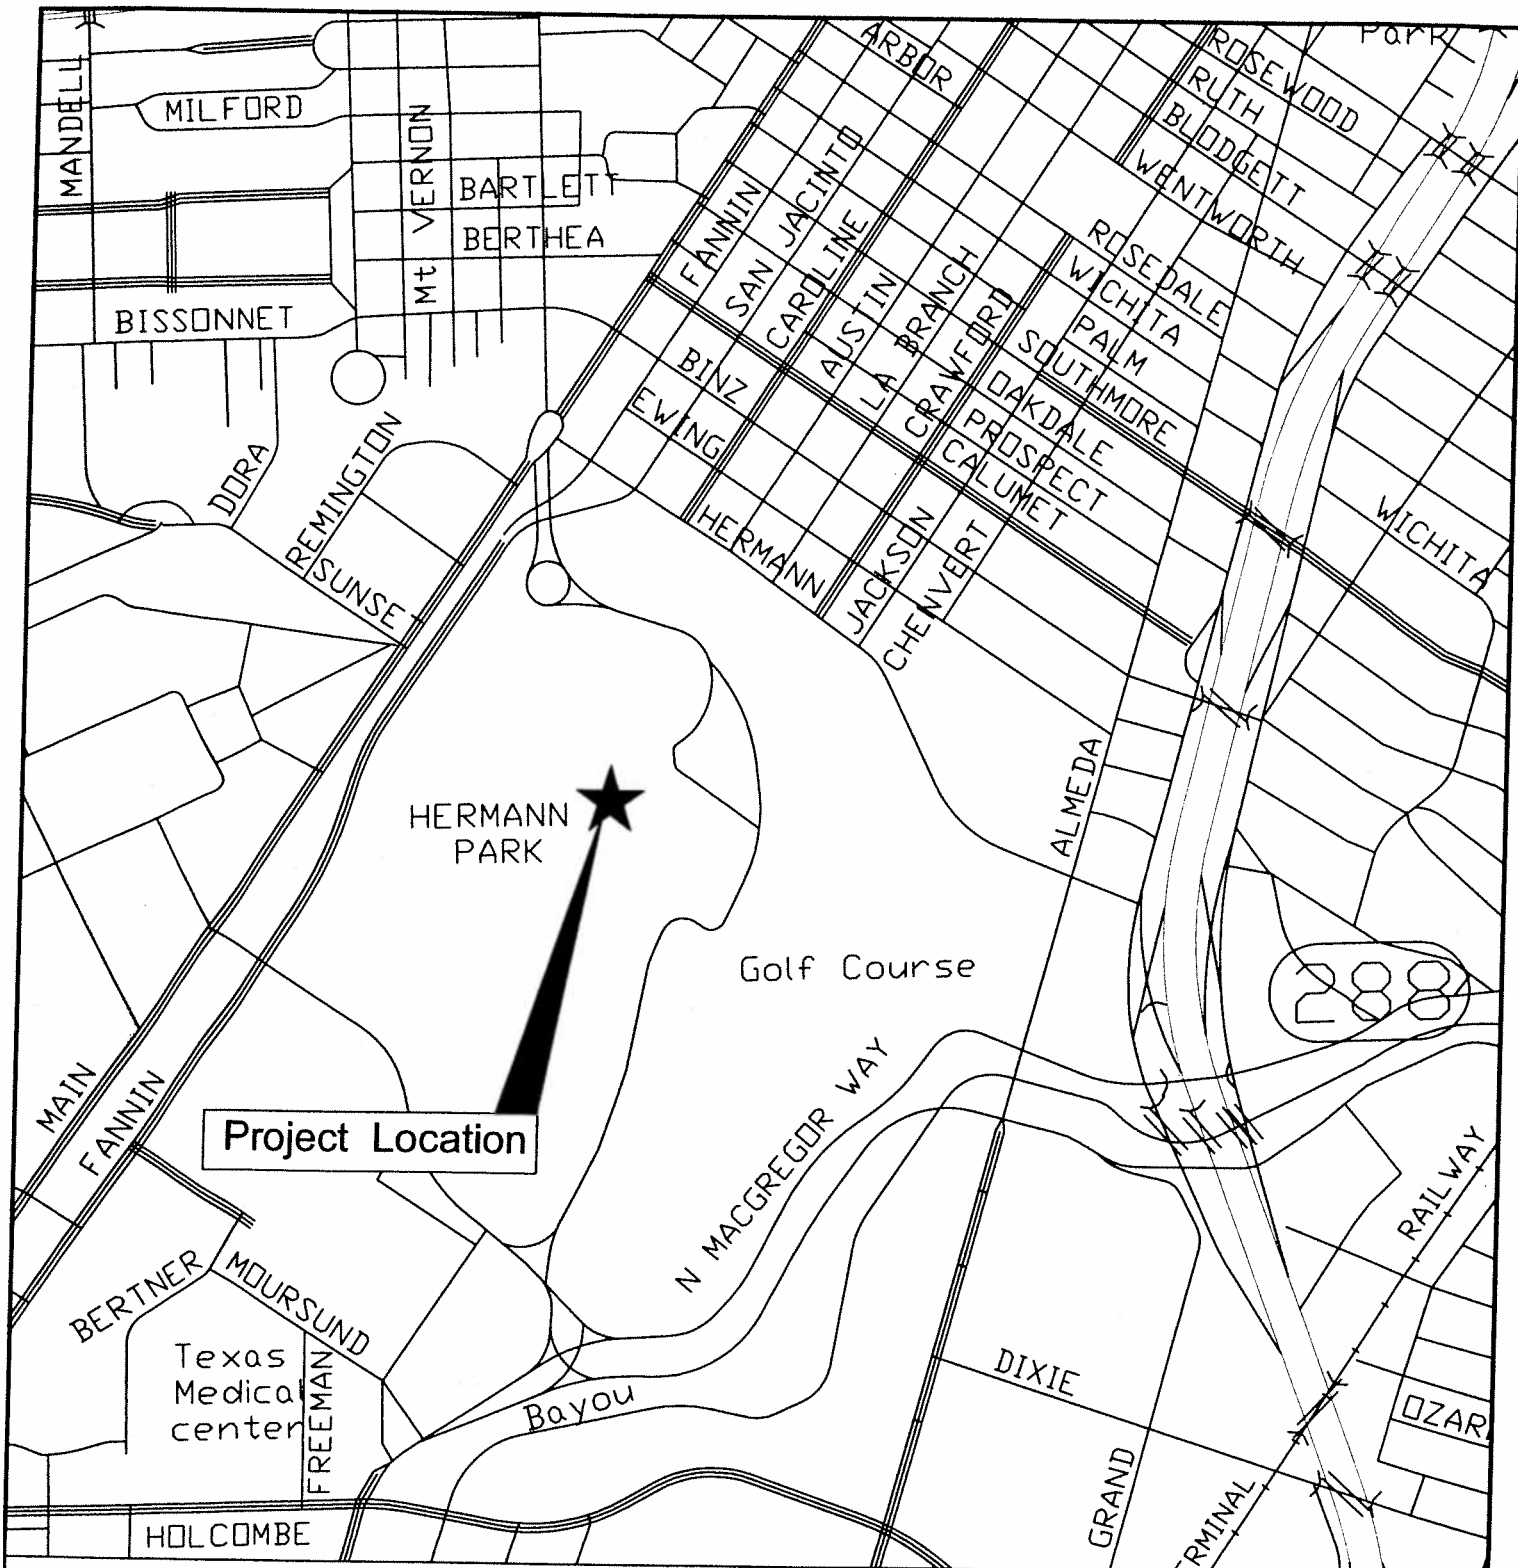 Park
ARBOR
ROSEWOOD
RUTH
BLODGETT
WENTWORTH
MANDELL
MILFORD
Mt VERNON
BARTLETT
BERTHEA
BISSONNET
FANNIN
SAN JACINTO
CAROLINE
AUSTIN
LA BRANCH
CRAWFORD
ROSEDALE
WICHITA
PALM
SOUTHMORE
OAKDALE
PROSPECT
CALUMET
BINZ
EWING
HERMANN
JACKSON
CHENVERT
WICHITA
DORA
REMINGTON
SUNSE
HERMANN
PARK
ALMEDA
Golf Course
288
MAIN
FANNIN
Project Location
N MACGREGOR WAY
RAILWAY
BERTNER
MOURSUND
Texas
Medical
center
FREEMAN
Bayou
DIXIE
OZAR
GRAND
ERMINAL
HOLCOMBE